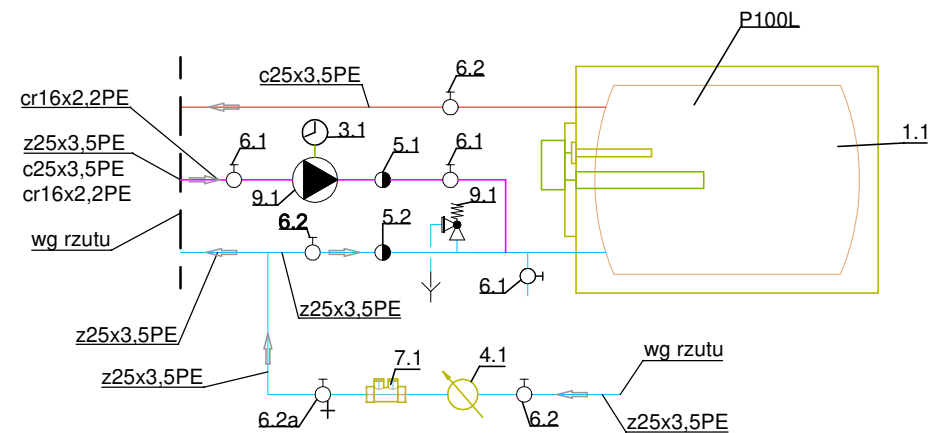 P100L
6.2
c25x3,5PE
cr16x2,2PE
3.1
1.1
z25x3,5PE
6.1
5.1
6.1
c25x3,5PE
cr16x2,2PE
9.1
9.1
6.2
5.2
wg rzutu
6.1
z25x3,5PE
z25x3,5PE
7.1
4.1
wg rzutu
z25x3,5PE
6.2a
6.2
z25x3,5PE